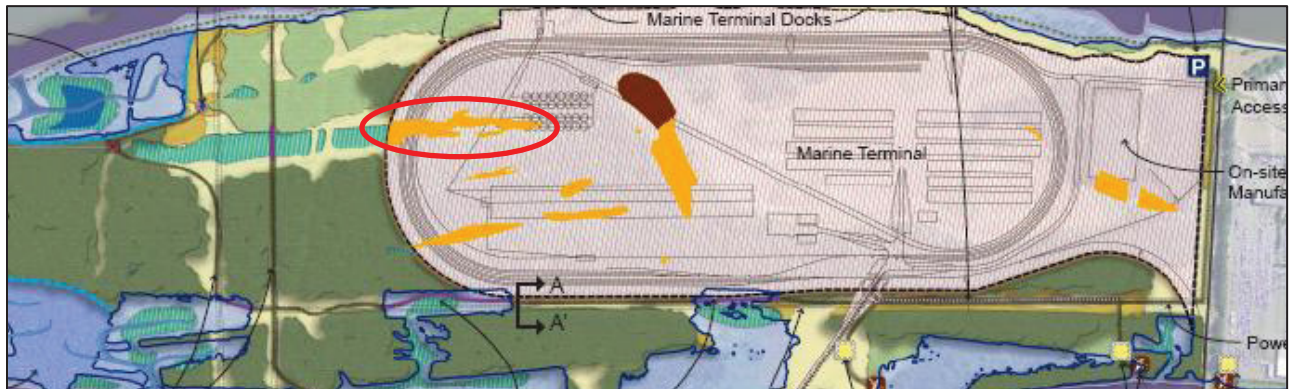 Marine Terminal Docks
P
Primar
Access
Marine Terminal
On-site
Manufa
A
A'
Powe